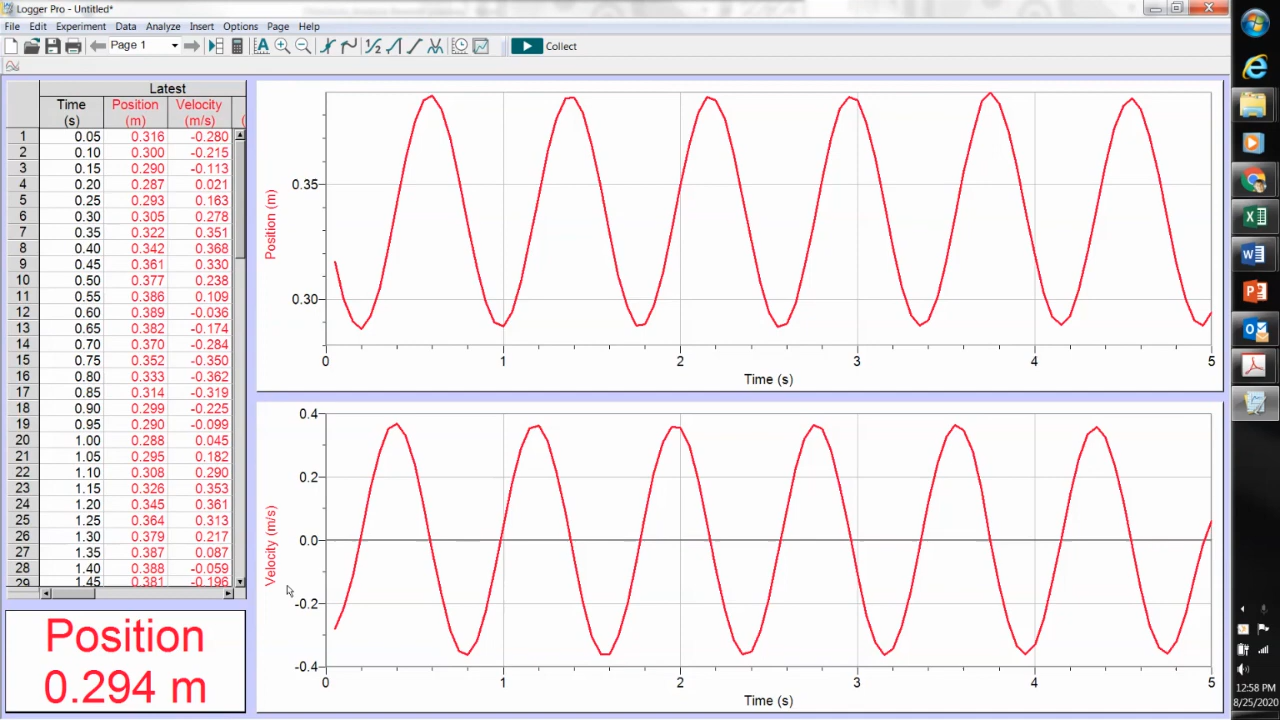 Logger Pro - Untitled*
File Edit Experiment Data Analyze Insert Options Page Help
Page 1 Collect
Latest
Time Position Velocity
(s) (m) (m/s)
1 0.05 0.316 -0.280
2 0.10 0.300 -0.215
3 0.15 0.290 -0.113
4 0.20 0.287 0.021
5 0.25 0.293 0.163
6 0.30 0.305 0.278
7 0.35 0.322 0.351
8 0.40 0.342 0.368
9 0.45 0.361 0.330
10 0.50 0.377 0.238
11 0.55 0.386 0.109
12 0.60 0.389 -0.036
13 0.65 0.382 -0.174
14 0.70 0.370 -0.284
15 0.75 0.352 -0.350
16 0.80 0.333 -0.362
17 0.85 0.314 -0.319
18 0.90 0.299 -0.225
19 0.95 0.290 -0.099
20 1.00 0.288 0.045
21 1.05 0.295 0.182
22 1.10 0.308 0.290
23 1.15 0.326 0.353
24 1.20 0.345 0.361
25 1.25 0.364 0.313
26 1.30 0.379 0.217
27 1.35 0.387 0.087
28 1.40 0.388 -0.059
29 1.45 0.381 -0.196
Position
0.294 m
Position (m)
0.35
0.30
0 1 2 3 4 5
Time (s)
Velocity (m/s)
0.4
0.2
0.0
-0.2
-0.4
0 1 2 3 4 5
Time (s)
12:58 PM
8/25/2020